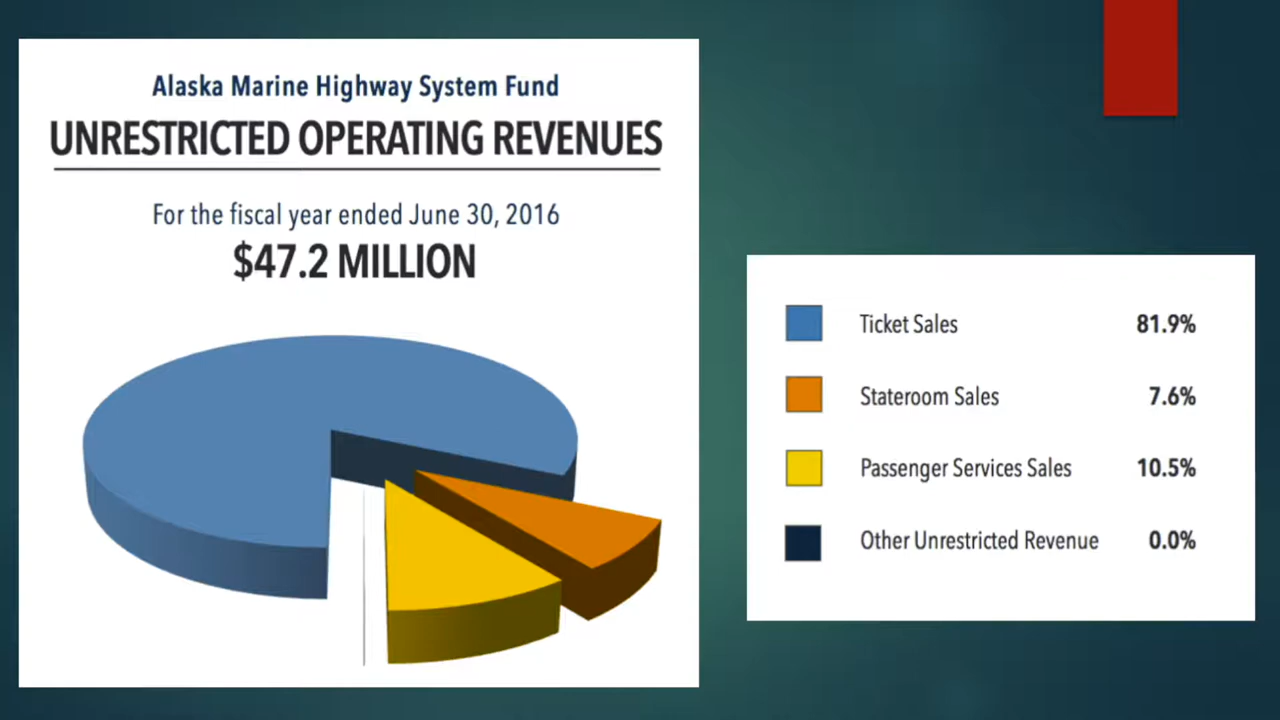 Alaska Marine Highway System Fund
UNRESTRICTED OPERATING REVENUES
For the fiscal year ended June 30, 2016
$47.2 MILLION
Ticket Sales 81.9%
Stateroom Sales 7.6%
Passenger Services Sales 10.5%
Other Unrestricted Revenue 0.0%